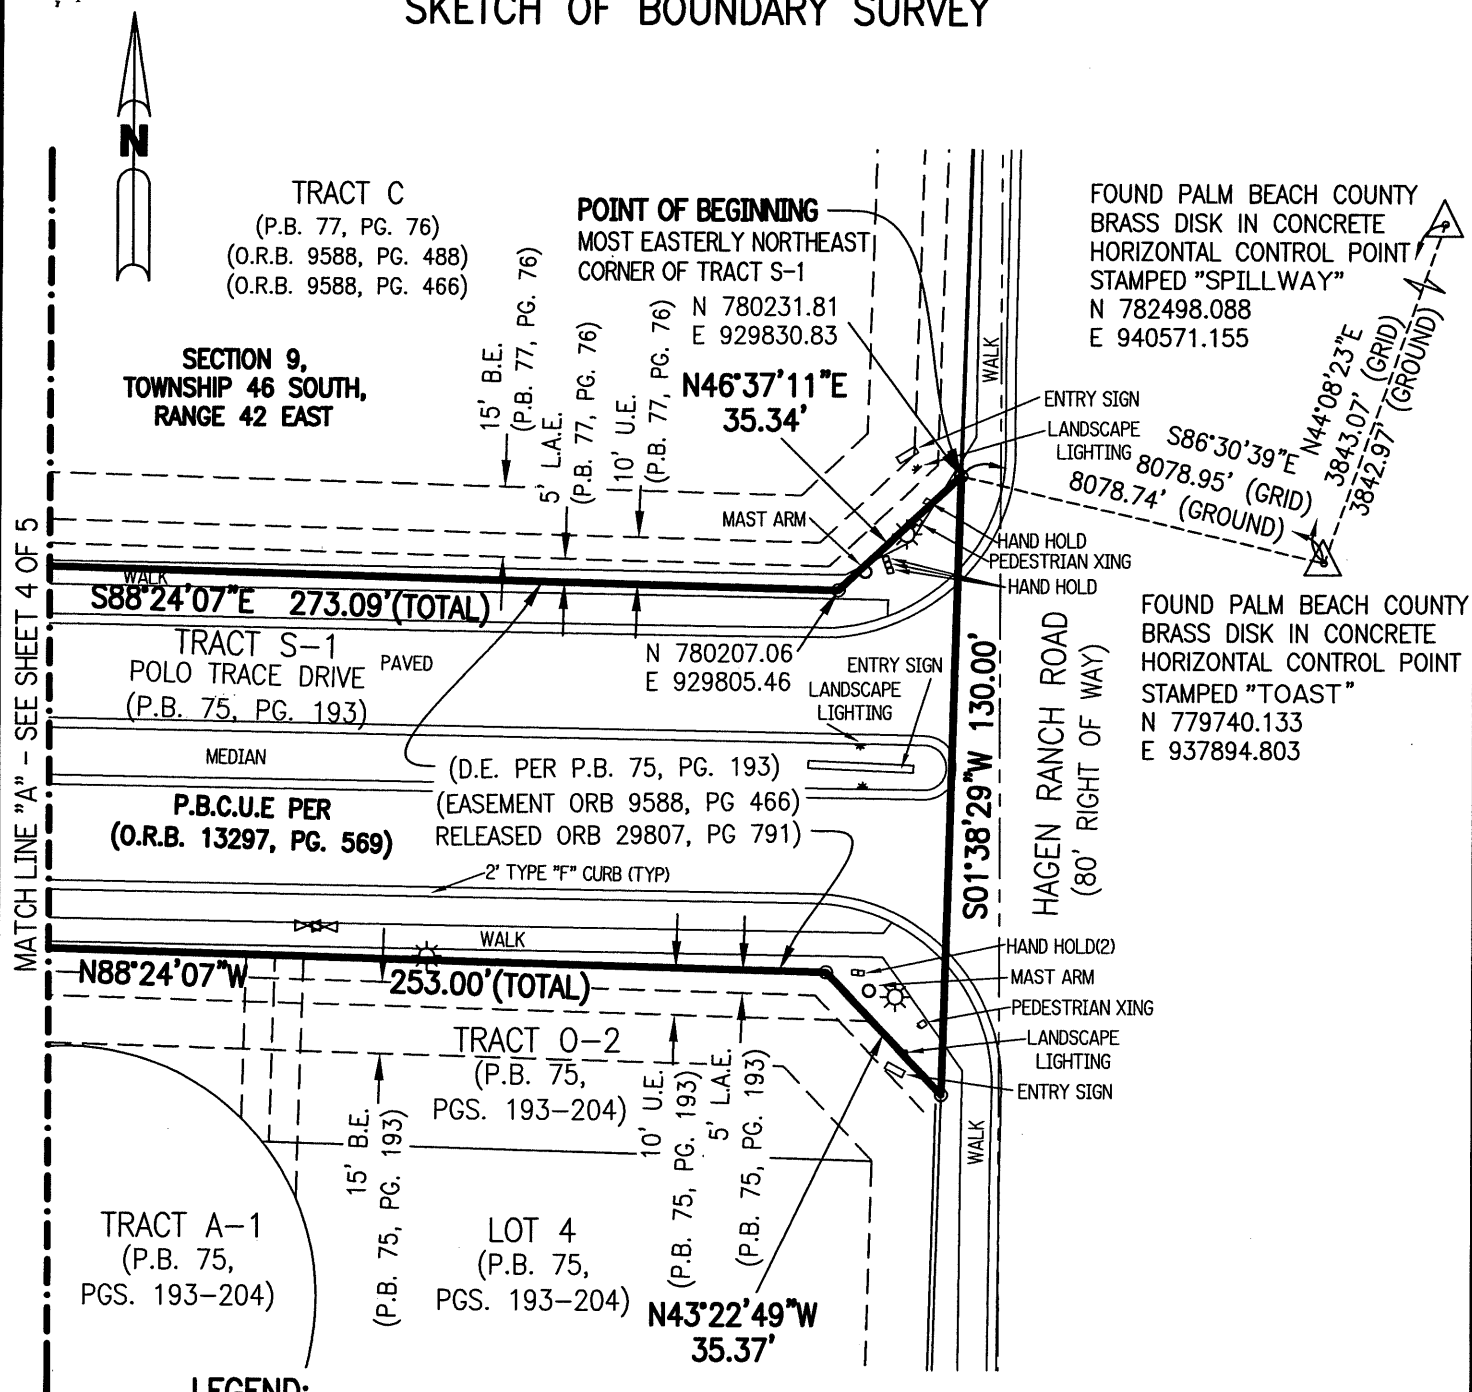 SKETCH OF BOUNDARY SURVEY
N
TRACT C
(P.B. 77, PG. 76)
(O.R.B. 9588, PG. 488)
(O.R.B. 9588, PG. 466)
SECTION 9,
TOWNSHIP 46 SOUTH,
RANGE 42 EAST
POINT OF BEGINNING
MOST EASTERLY NORTHEAST
CORNER OF TRACT S-1
N 780231.81
E 929830.83
N46°37'11"E
35.34'
15' B.E.
(P.B. 77, PG. 76)
5' L.A.E.
(P.B. 77, PG. 76)
10' U.E.
(P.B. 77, PG. 76)
WALK
FOUND PALM BEACH COUNTY
BRASS DISK IN CONCRETE
HORIZONTAL CONTROL POINT
STAMPED "SPILLWAY"
N 782498.088
E 940571.155
N44°08'23"E
3843.07' (GRID)
3842.97' (GROUND)
ENTRY SIGN
LANDSCAPE
LIGHTING
S86°30'39"E
8078.95' (GRID)
8078.74' (GROUND)
MAST ARM
HAND HOLD
PEDESTRIAN XING
HAND HOLD
FOUND PALM BEACH COUNTY
BRASS DISK IN CONCRETE
HORIZONTAL CONTROL POINT
STAMPED "TOAST"
N 779740.133
E 937894.803
MATCH LINE "A" - SEE SHEET 4 OF 5
WALK
S88°24'07"E 273.09'(TOTAL)
TRACT S-1
POLO TRACE DRIVE
(P.B. 75, PG. 193)
PAVED
N 780207.06
E 929805.46
ENTRY SIGN
LANDSCAPE
LIGHTING
MEDIAN
(D.E. PER P.B. 75, PG. 193)
(EASEMENT ORB 9588, PG 466)
RELEASED ORB 29807, PG 791)
P.B.C.U.E PER
(O.R.B. 13297, PG. 569)
S01°38'29"W 130.00'
HAGEN RANCH ROAD
(80' RIGHT OF WAY)
2' TYPE "F" CURB (TYP)
WALK
N88°24'07"W
253.00'(TOTAL)
HAND HOLD(2)
MAST ARM
PEDESTRIAN XING
LANDSCAPE
LIGHTING
ENTRY SIGN
WALK
TRACT O-2
(P.B. 75,
PGS. 193-204)
15' B.E.
(P.B. 75, PG. 193)
10' U.E.
(P.B. 75, PG. 193)
5' L.A.E.
(P.B. 75, PG. 193)
TRACT A-1
(P.B. 75,
PGS. 193-204)
LOT 4
(P.B. 75,
PGS. 193-204)
N43°22'49"W
35.37'
LEGEND: